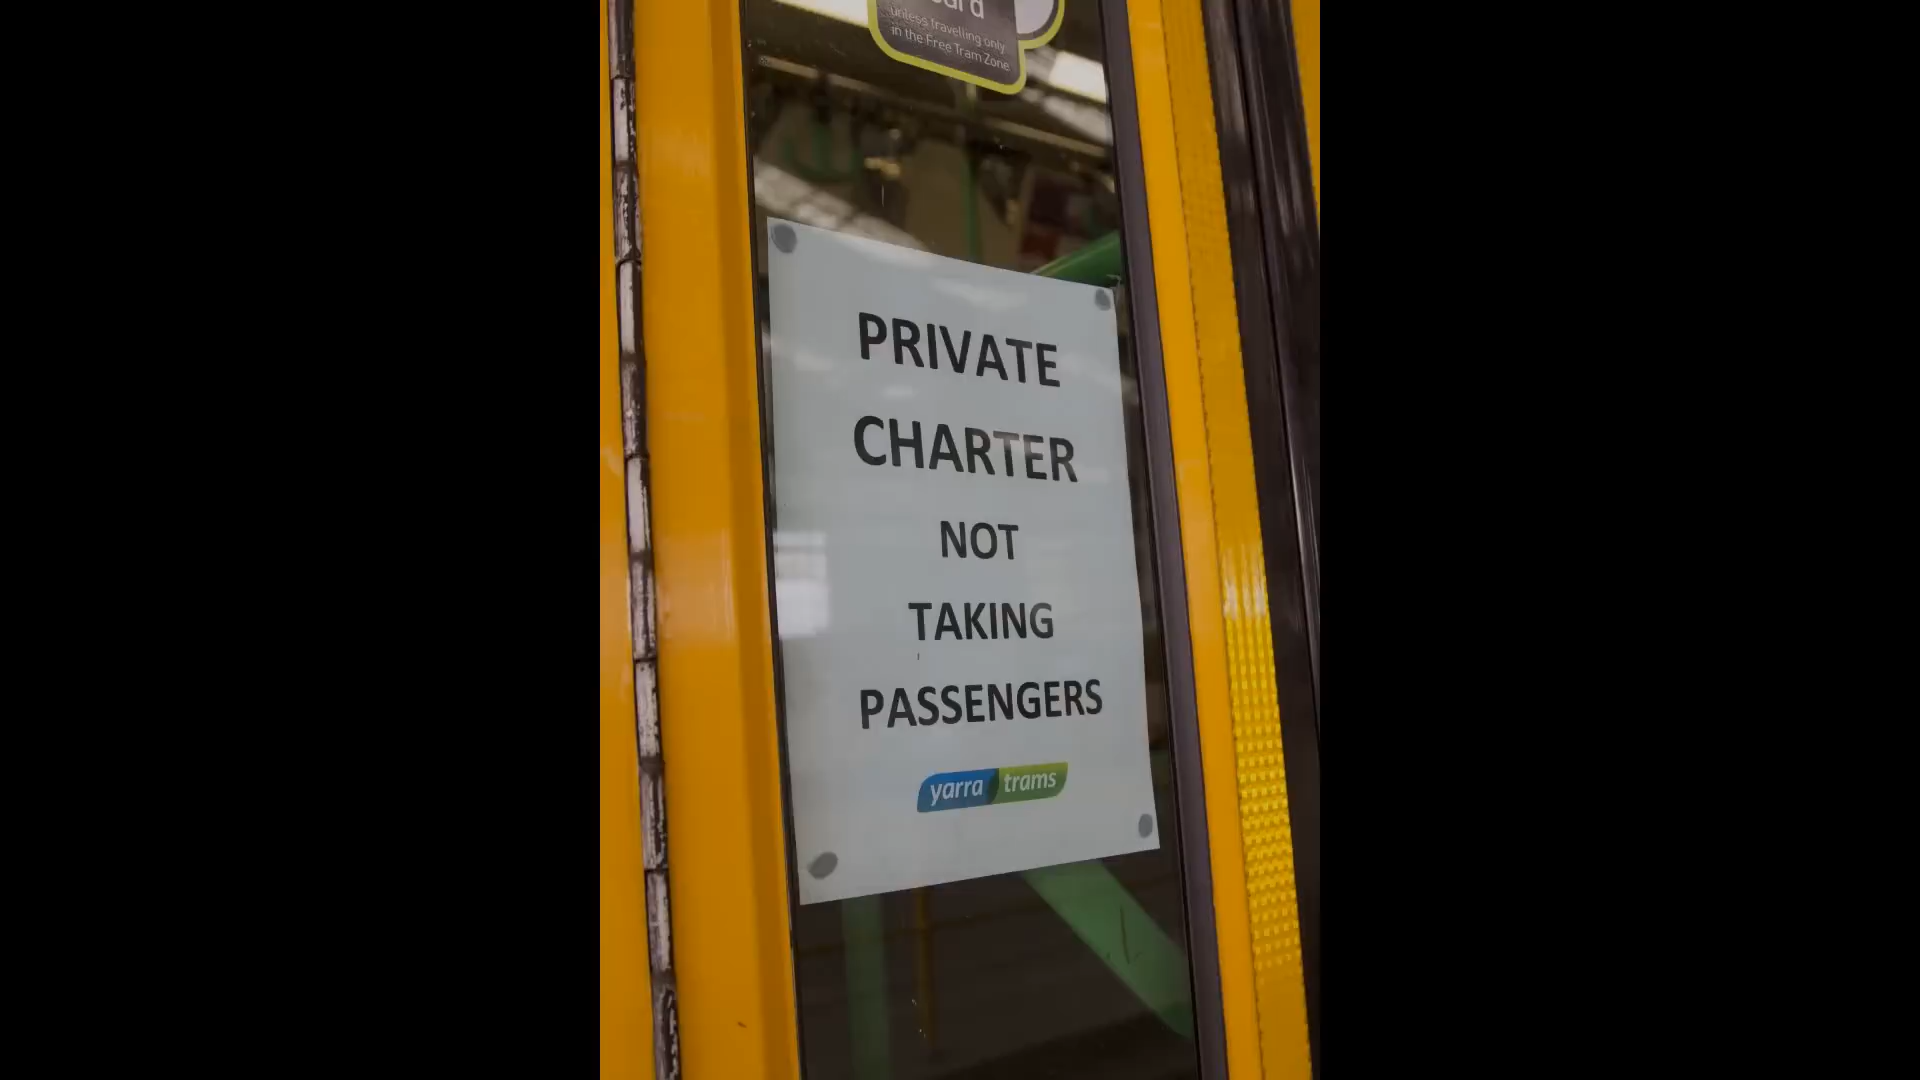 unless travelling only
in the Free Tram Zone
PRIVATE
CHARTER
NOT
TAKING
PASSENGERS
yarra trams